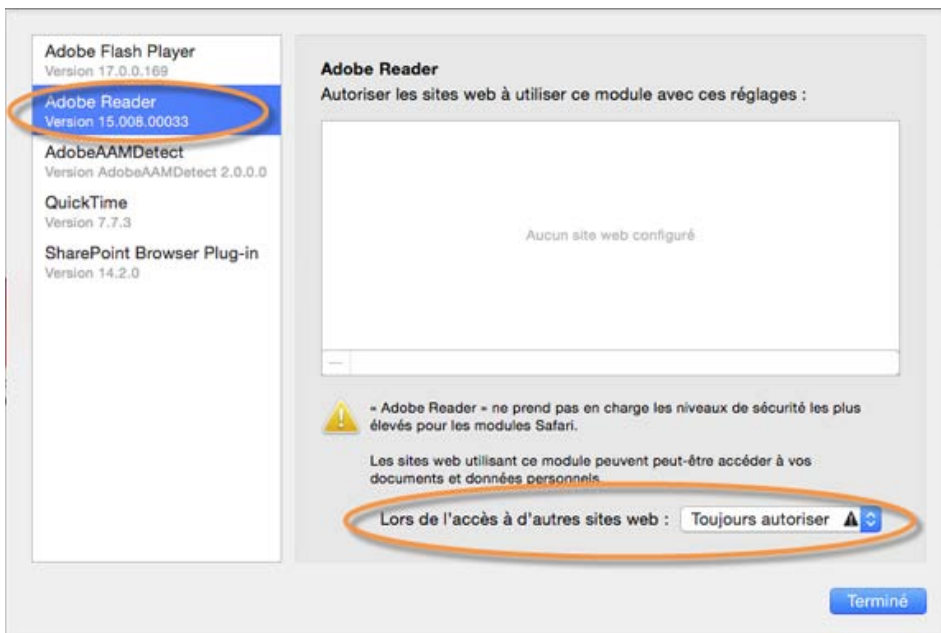 Adobe Flash Player
Version 17.0.0.169
Adobe Reader
Version 15.008.00033
AdobeAAMDetect
Version AdobeAAMDetect 2.0.0.0
QuickTime
Version 7.7.3
SharePoint Browser Plug-in
Version 14.2.0
Adobe Reader
Autoriser les sites web à utiliser ce module avec ces réglages :
Aucun site web configuré
« Adobe Reader » ne prend pas en charge les niveaux de sécurité les plus
élevés pour les modules Safari.
Les sites web utilisant ce module peuvent peut-être accéder à vos
documents et données personnels.
Lors de l'accès à d'autres sites web : Toujours autoriser
Terminé